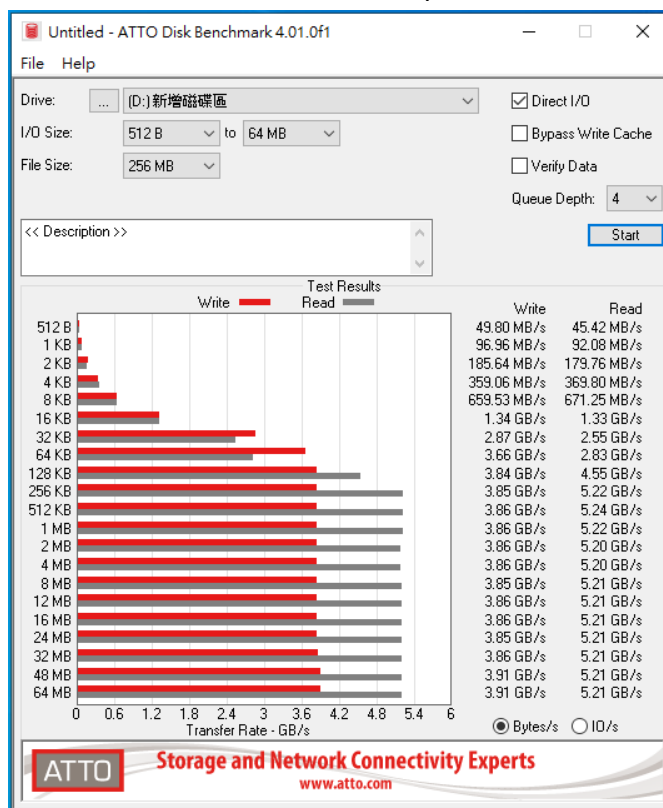 Untitled - ATTO Disk Benchmark 4.01.0f1
File Help
Drive: ... (D:)新增磁碟區 Direct I/O
I/O Size: 512 B to 64 MB Bypass Write Cache
File Size: 256 MB Verify Data
Queue Depth: 4
<< Description >> Start
Test Results
Write Read Write Read
512 B 49.80 MB/s 45.42 MB/s
1 KB 96.96 MB/s 92.08 MB/s
2 KB 185.64 MB/s 179.76 MB/s
4 KB 359.06 MB/s 369.80 MB/s
8 KB 659.53 MB/s 671.25 MB/s
16 KB 1.34 GB/s 1.33 GB/s
32 KB 2.87 GB/s 2.55 GB/s
64 KB 3.66 GB/s 2.83 GB/s
128 KB 3.84 GB/s 4.55 GB/s
256 KB 3.85 GB/s 5.22 GB/s
512 KB 3.86 GB/s 5.24 GB/s
1 MB 3.86 GB/s 5.22 GB/s
2 MB 3.86 GB/s 5.20 GB/s
4 MB 3.86 GB/s 5.20 GB/s
8 MB 3.85 GB/s 5.21 GB/s
12 MB 3.86 GB/s 5.21 GB/s
16 MB 3.86 GB/s 5.21 GB/s
24 MB 3.85 GB/s 5.21 GB/s
32 MB 3.86 GB/s 5.21 GB/s
48 MB 3.91 GB/s 5.21 GB/s
64 MB 3.91 GB/s 5.21 GB/s
0 0.6 1.2 1.8 2.4 3 3.6 4.2 4.8 5.4 6
Transfer Rate - GB/s Bytes/s IO/s
ATTO Storage and Network Connectivity Experts
www.atto.com